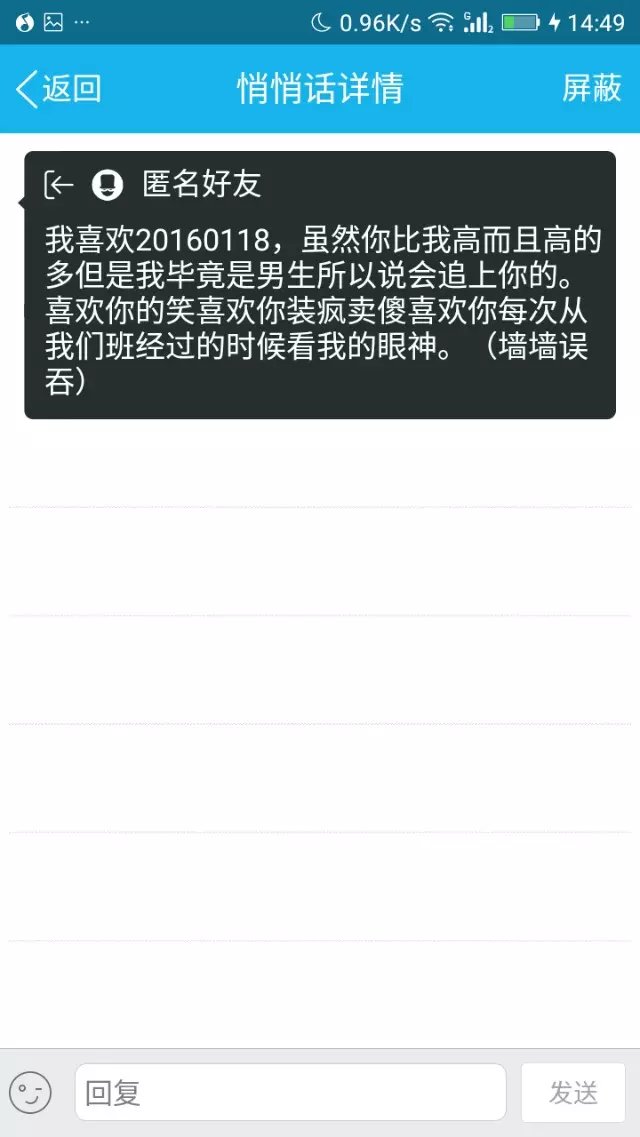 0.96K/s G 2 14:49
返回 悄悄话详情 屏蔽
匿名好友
我喜欢20160118，虽然你比我高而且高的
多但是我毕竟是男生所以说会追上你的。
喜欢你的笑喜欢你装疯卖傻喜欢你每次从
我们班经过的时候看我的眼神。（墙墙误
吞）
回复 发送